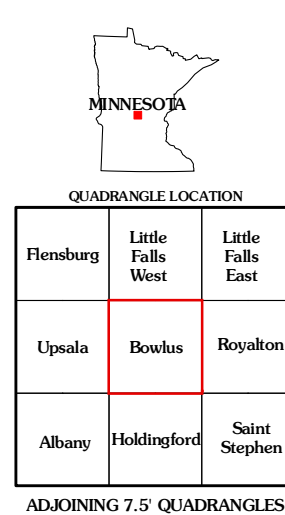 MINNESOTA
QUADRANGLE LOCATION
Flensburg
Little
Falls
West
Little
Falls
East
Upsala
Bowlus
Royalton
Albany
Holdingford
Saint
Stephen
ADJOINING 7.5' QUADRANGLES